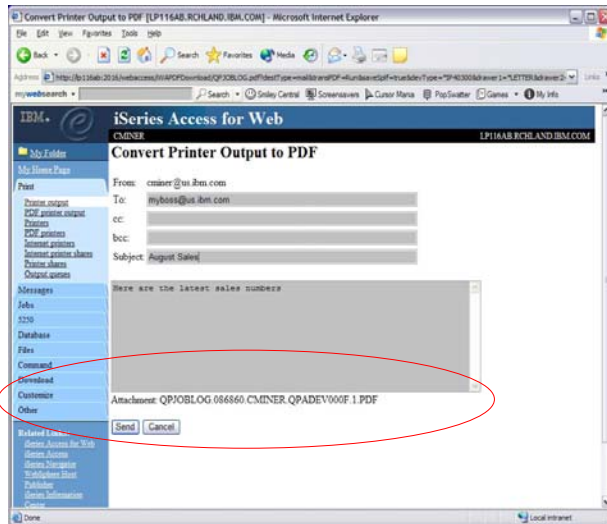 Convert Printer Output to PDF [LP116AB.RCHLAND.IBM.COM] - Microsoft Internet Explorer
File Edit View Favorites Tools Help
Back Search Favorites Media
Address
Links
mywebsearch Search Smiley Central Screensavers Cursor Mania PopSwatter Games My Info
IBM. iSeries Access for Web
CMINER LP116AB.RCHLAND.IBM.COM
My Folder
My Home Page
Print
Printer output
PDF printer output
Printers
PDF printers
Internet printers
Internet printer shares
Printer shares
Output queues
Messages
Jobs
5250
Database
Files
Command
Download
Customize
Other
Related Links
iSeries Access for Web
iSeries Access
iSeries Navigator
WebSphere Host
Publisher
iSeries Information
Center
Convert Printer Output to PDF
From: cminer@us.ibm.com
To: myboss@us.ibm.com
cc:
bcc:
Subject: August Sales
Here are the latest sales numbers
Attachment: QPJOBLOG.086860.CMINER.QPADEV000F.1.PDF
Send Cancel
Done Local intranet